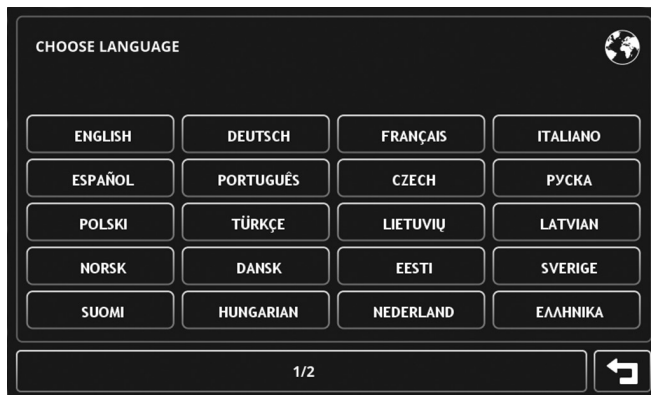 CHOOSE LANGUAGE
ENGLISH DEUTSCH FRANÇAIS ITALIANO
ESPAÑOL PORTUGUÊS CZECH РУСКА
POLSKI TÜRKÇE LIETUVIŲ LATVIAN
NORSK DANSK EESTI SVERIGE
SUOMI HUNGARIAN NEDERLAND ΕΛΛΗΝΙΚΑ
1/2